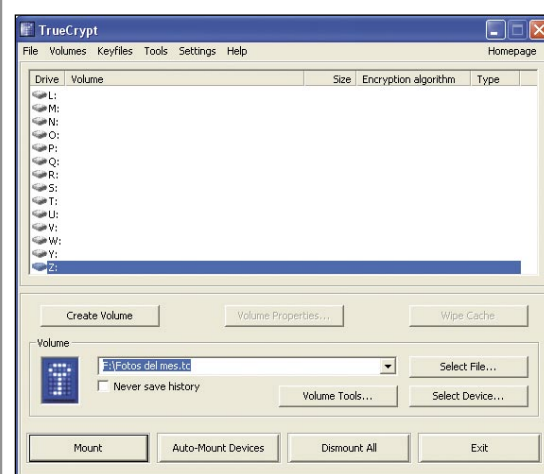 TrueCrypt
File Volumes Keyfiles Tools Settings Help Homepage
Drive Volume Size Encryption algorithm Type
L:
M:
N:
O:
P:
Q:
R:
S:
T:
U:
V:
W:
Y:
Z:
Create Volume Volume Properties... Wipe Cache
Volume
F:\Fotos del mes.tc Select File...
Never save history Volume Tools... Select Device...
Mount Auto-Mount Devices Dismount All Exit